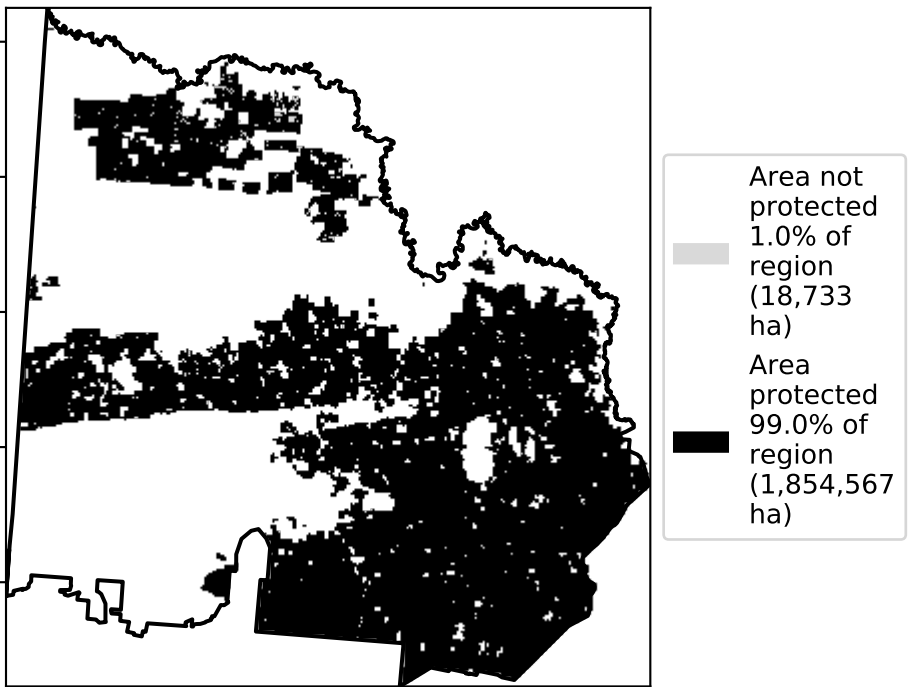 Area not
protected
1.0% of
region
(18,733
ha)
Area
protected
99.0% of
region
(1,854,567
ha)